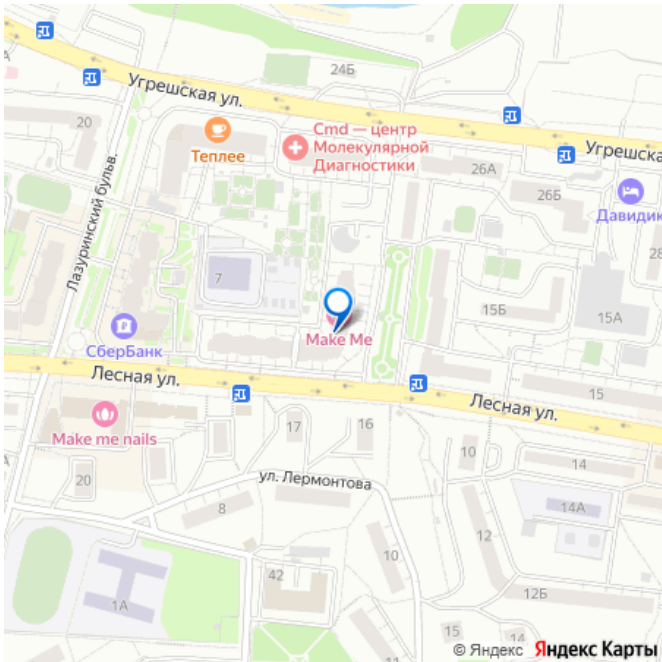 24Б
Угрешская ул.
20
Теплее
Cmd — центр
Молекулярной
Диагностики
26А
Угрешска
26Б
Давидик
28
Лазуринский бульв.
7
15Б
15А
СберБанк
Make Me
Лесная ул.
15
Лесная ул.
Make me nails
17
16
10
14
20
ул. Лермонтова
8
14А
12
10
42
12Б
1А
15
14
© Яндекс Яндекс Карты